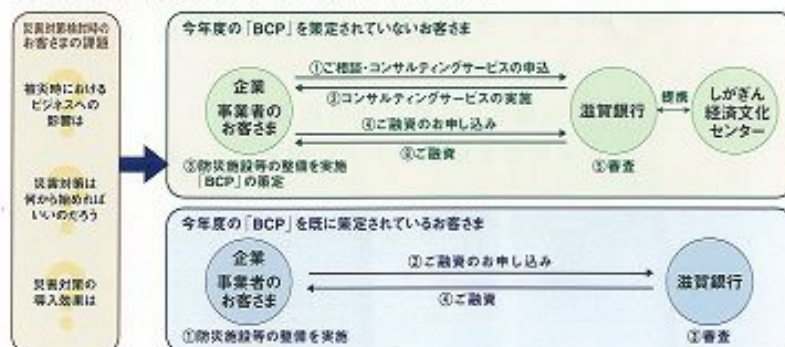 災害対策検討時の
お客さまの課題
被災時における
ビジネスへの
影響は
災害対策は
何から始めれば
いいのだろう
災害対策の
導入効果は
今年度の「BCP」を策定されていないお客さま
企業
事業者の
お客さま
①ご相談・コンサルティングサービスの申込
③コンサルティングサービスの実施
④ご融資のお申し込み
⑥ご融資
滋賀銀行
提携
しがぎん
経済文化
センター
②防災施設等の整備を実施
「BCP」の策定
⑤審査
今年度の「BCP」を既に策定されているお客さま
企業
事業者の
お客さま
②ご融資のお申し込み
④ご融資
滋賀銀行
①防災施設等の整備を実施
③審査